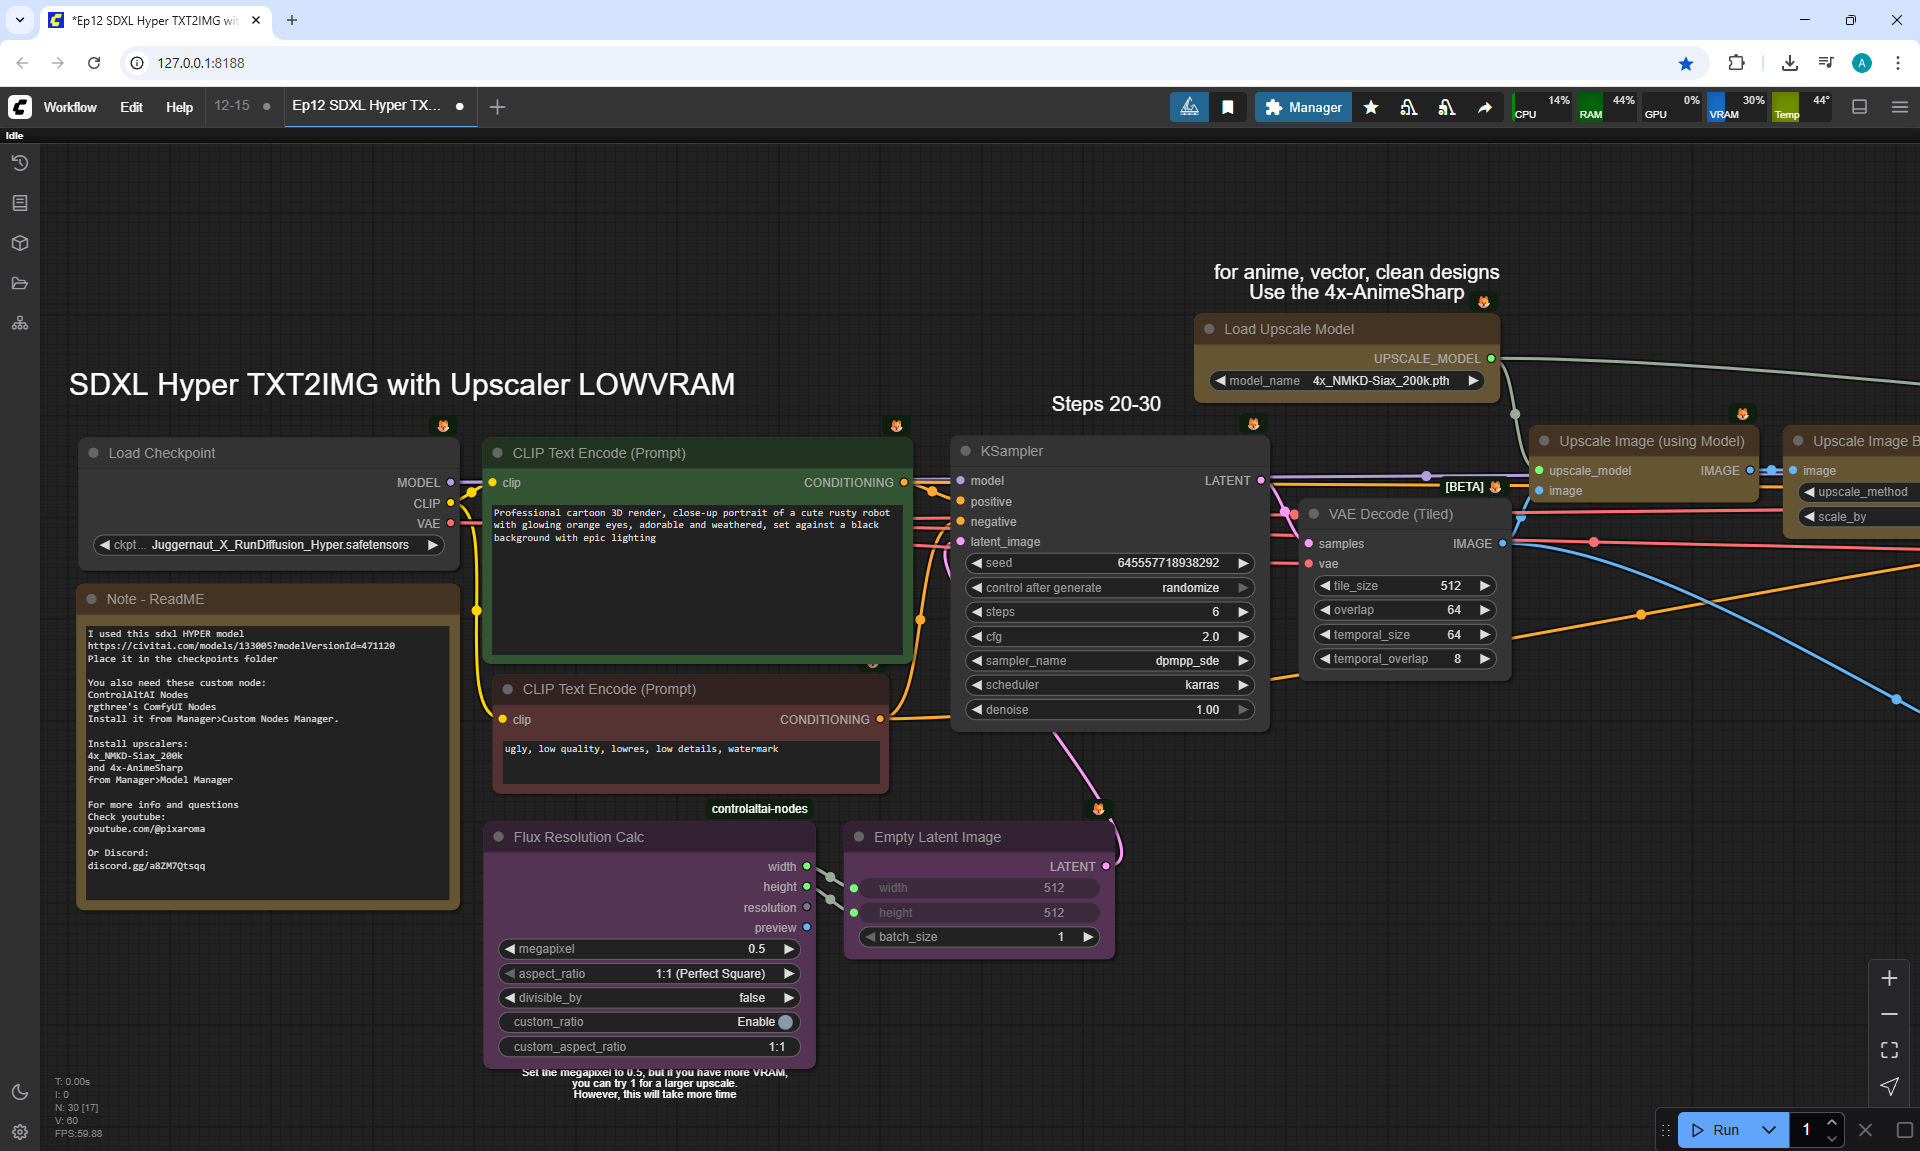 *Ep12 SDXL Hyper TXT2IMG wit
127.0.0.1:8188
A
Workflow
Edit
Help
12-15
Ep12 SDXL Hyper TX...
Manager
14%
CPU
44%
RAM
0%
GPU
30%
VRAM
44°
Temp
Idle
for anime, vector, clean designs
Use the 4x-AnimeSharp
Load Upscale Model
UPSCALE_MODEL
model_name 4x_NMKD-Siax_200k.pth
SDXL Hyper TXT2IMG with Upscaler LOWVRAM
Steps 20-30
Load Checkpoint
MODEL
CLIP
VAE
ckpt... Juggernaut_X_RunDiffusion_Hyper.safetensors
CLIP Text Encode (Prompt)
clip CONDITIONING
Professional cartoon 3D render, close-up portrait of a cute rusty robot
with glowing orange eyes, adorable and weathered, set against a black
background with epic lighting
KSampler
model LATENT
positive
negative
latent_image
seed 645557718938292
control after generate randomize
steps 6
cfg 2.0
sampler_name dpmpp_sde
scheduler karras
denoise 1.00
[BETA]
VAE Decode (Tiled)
samples IMAGE
vae
tile_size 512
overlap 64
temporal_size 64
temporal_overlap 8
Upscale Image (using Model)
upscale_model IMAGE
image
Upscale Image B
image
upscale_method
scale_by
Note - ReadME
I used this sdxl HYPER model
https://civitai.com/models/133005?modelVersionId=471120
Place it in the checkpoints folder
You also need these custom node:
ControlAltAI Nodes
rgthree's ComfyUI Nodes
Install it from Manager>Custom Nodes Manager.
Install upscalers:
4x_NMKD-Siax_200k
and 4x-AnimeSharp
from Manager>Model Manager
For more info and questions
Check youtube:
youtube.com/@pixaroma
Or Discord:
discord.gg/a8ZM7Qtsqq
CLIP Text Encode (Prompt)
clip CONDITIONING
ugly, low quality, lowres, low details, watermark
controlaltai-nodes
Flux Resolution Calc
width
height
resolution
preview
megapixel 0.5
aspect_ratio 1:1 (Perfect Square)
divisible_by false
custom_ratio Enable
custom_aspect_ratio 1:1
Set the megapixel to 0.5, but if you have more VRAM,
you can try 1 for a larger upscale.
However, this will take more time
Empty Latent Image
LATENT
width 512
height 512
batch_size 1
T: 0.00s
I: 0
N: 30 [17]
V: 60
FPS:59.88
Run
1